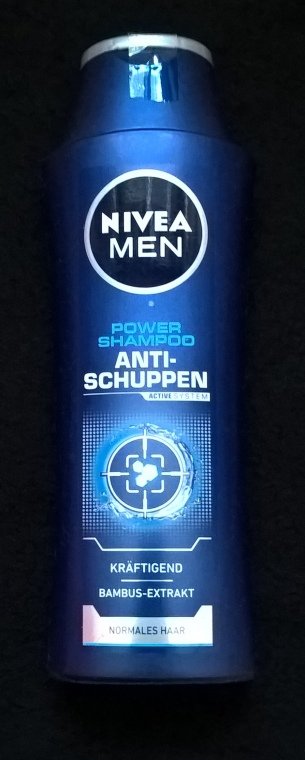 NIVEA
MEN
POWER
SHAMPOO
ANTI-
SCHUPPEN
ACTIVE SYSTEM
KRÄFTIGEND
BAMBUS-EXTRAKT
NORMALES HAAR